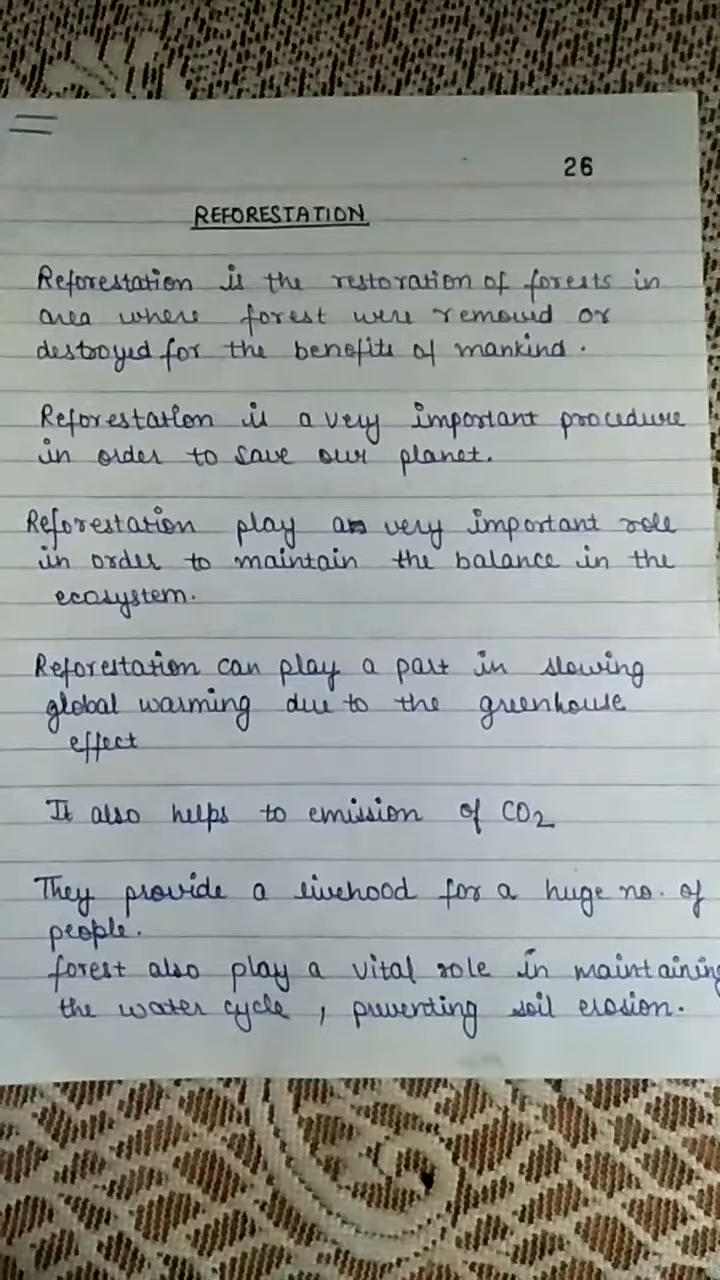 26
REFORESTATION
Reforestation is the restoration of forests in
area where forest were removed or
destroyed for the benefits of mankind.
Reforestation is a very important procedure
in order to save our planet.
Reforestation play a very important role
in order to maintain the balance in the
ecosystem.
Reforestation can play a part in slowing
global warming due to the greenhouse
effect
It also helps to emission of CO2
They provide a livehood for a huge no. of
people.
forest also play a vital role in maintaining
the water cycle, preventing soil erosion.